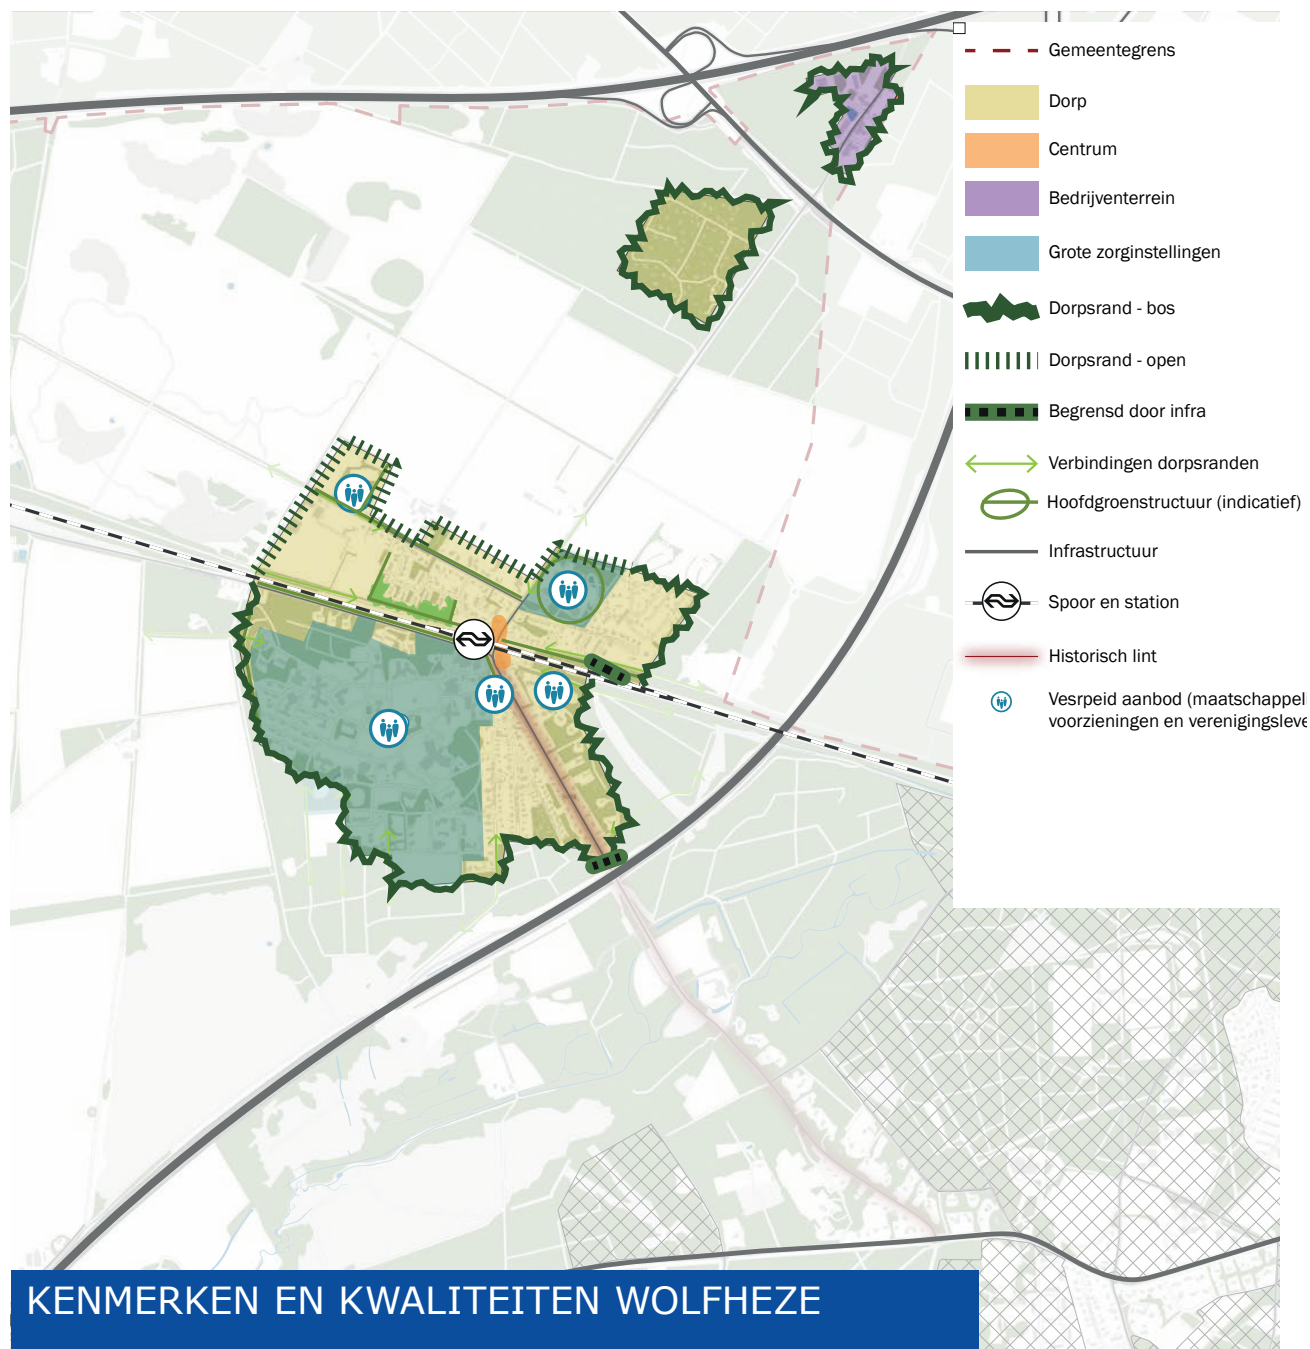 Gemeentegrens
Dorp
Centrum
Bedrijventerrein
Grote zorginstellingen
Dorpsrand - bos
Dorpsrand - open
Begrensd door infra
Verbindingen dorpsranden
Hoofdgroenstructuur (indicatief)
Infrastructuur
Spoor en station
Historisch lint
Vesrpeid aanbod (maatschappel
voorzieningen en verenigingsleve
KENMERKEN EN KWALITEITEN WOLFHEZE